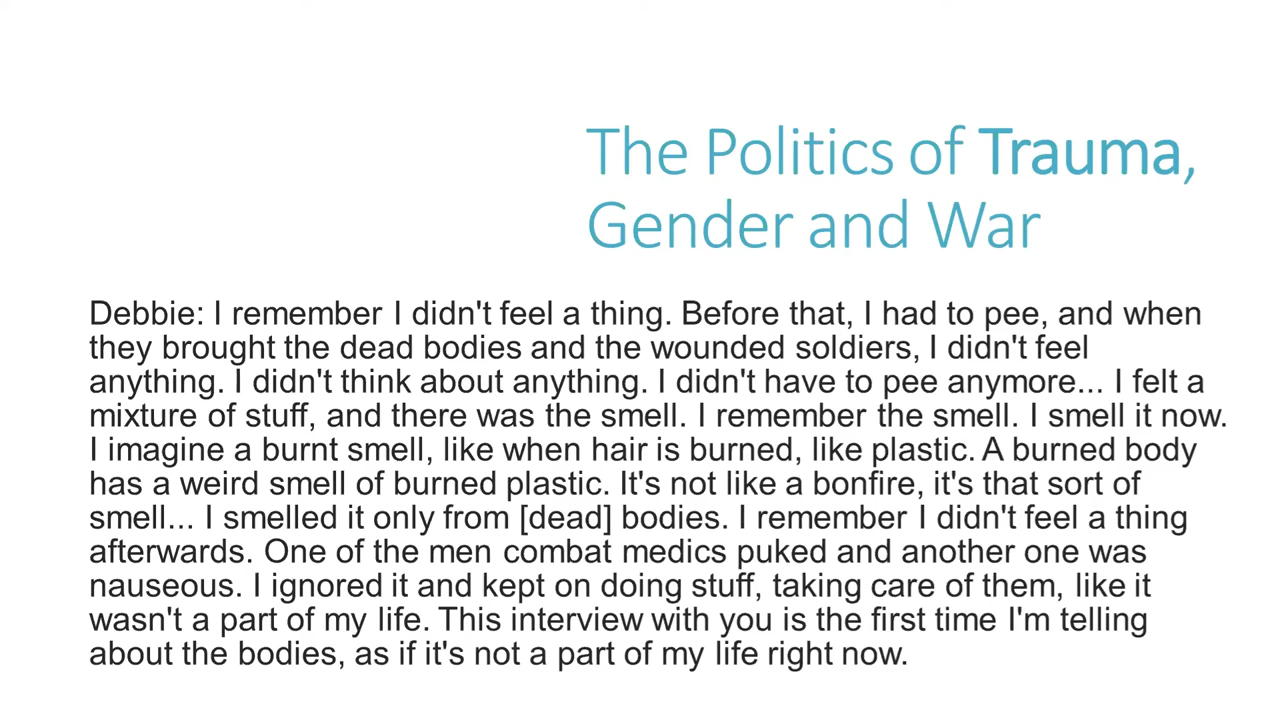 The Politics of Trauma,
Gender and War
Debbie: I remember I didn't feel a thing. Before that, I had to pee, and when
they brought the dead bodies and the wounded soldiers, I didn't feel
anything. I didn't think about anything. I didn't have to pee anymore... I felt a
mixture of stuff, and there was the smell. I remember the smell. I smell it now.
I imagine a burnt smell, like when hair is burned, like plastic. A burned body
has a weird smell of burned plastic. It's not like a bonfire, it's that sort of
smell... I smelled it only from [dead] bodies. I remember I didn't feel a thing
afterwards. One of the men combat medics puked and another one was
nauseous. I ignored it and kept on doing stuff, taking care of them, like it
wasn't a part of my life. This interview with you is the first time I'm telling
about the bodies, as if it's not a part of my life right now.